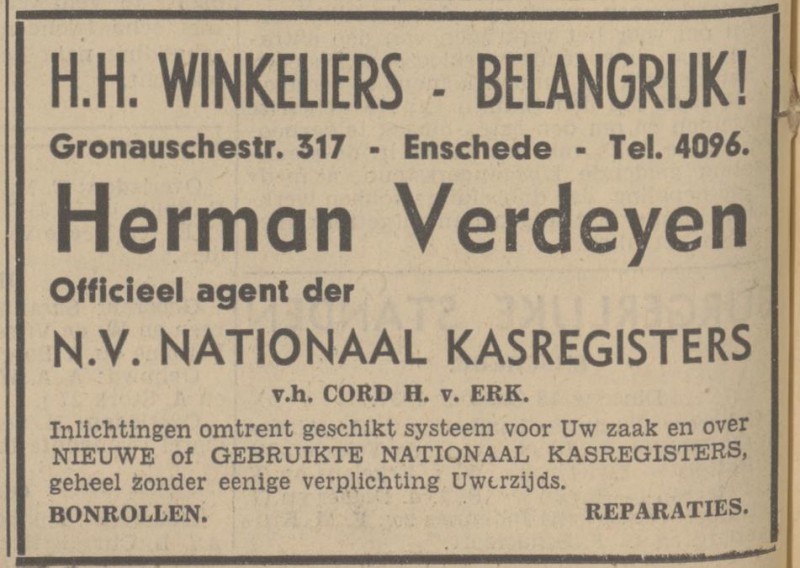 H.H. WINKELIERS - BELANGRIJK!
Gronauschestr. 317 - Enschede - Tel. 4096.
Herman Verdeyen
Officieel agent der
N.V. NATIONAAL KASREGISTERS
v.h. CORD H. v. ERK.
Inlichtingen omtrent geschikt systeem voor Uw zaak en over
NIEUWE of GEBRUIKTE NATIONAAL KASREGISTERS,
geheel zonder eenige verplichting Uwerzijds.
BONROLLEN. REPARATIES.